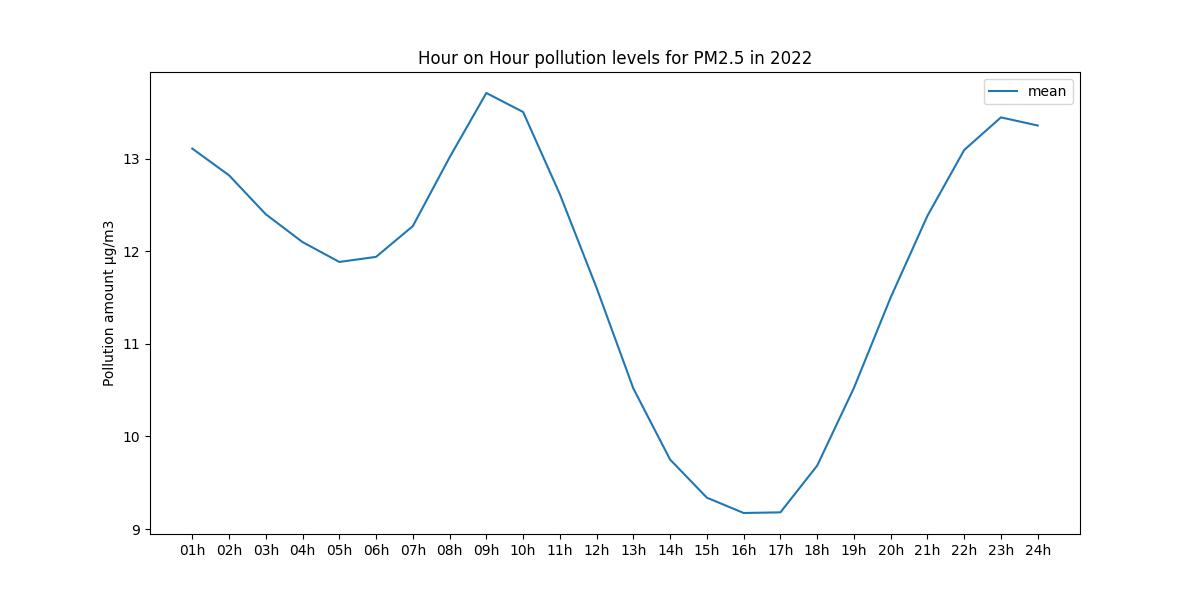 Hour on Hour pollution levels for PM2.5 in 2022
mean
Pollution amount µg/m3
13
12
11
10
9
01h 02h 03h 04h 05h 06h 07h 08h 09h 10h 11h 12h 13h 14h 15h 16h 17h 18h 19h 20h 21h 22h 23h 24h